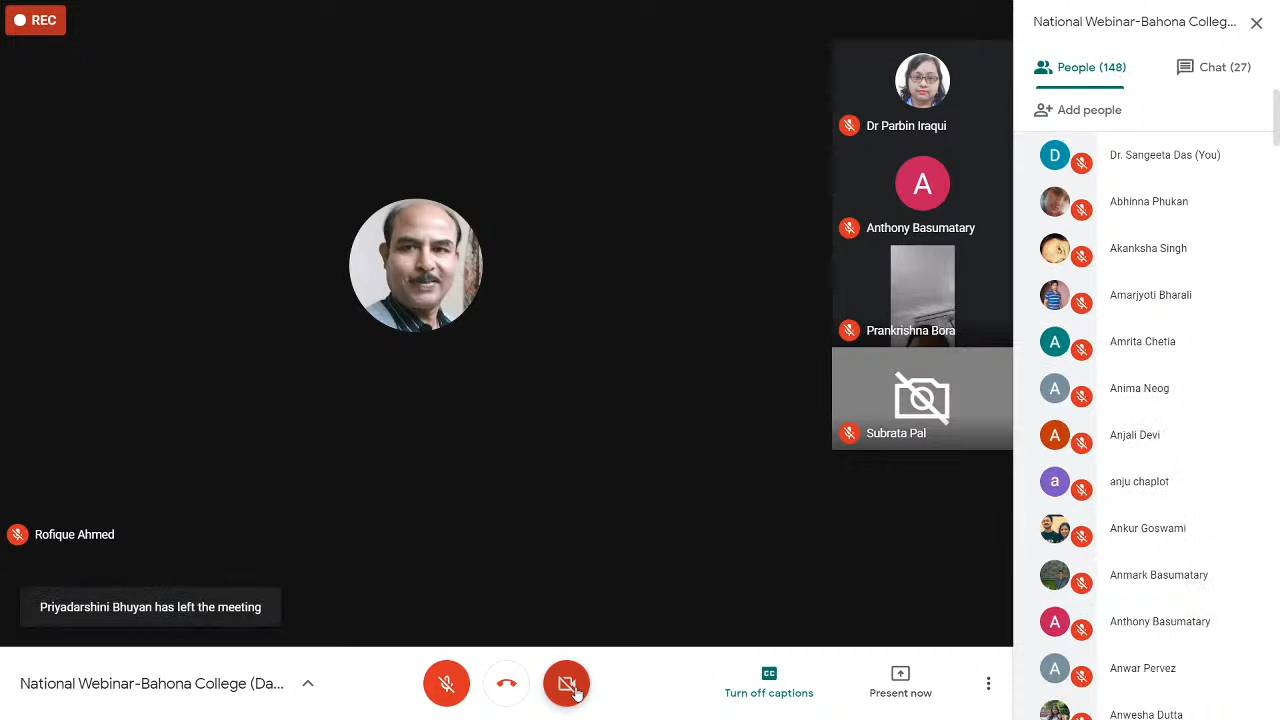 REC
Dr Parbin Iraqui
A
Anthony Basumatary
Prankrishna Bora
Subrata Pal
Rofique Ahmed
Priyadarshini Bhuyan has left the meeting
National Webinar-Bahona College (Da...
CC
Turn off captions
Present now
National Webinar-Bahona Colleg...
People (148)
Chat (27)
Add people
D Dr. Sangeeta Das (You)
Abhinna Phukan
Akanksha Singh
Amarjyoti Bharali
A Amrita Chetia
A Anima Neog
A Anjali Devi
a anju chaplot
Ankur Goswami
Anmark Basumatary
A Anthony Basumatary
A Anwar Pervez
Anwesha Dutta